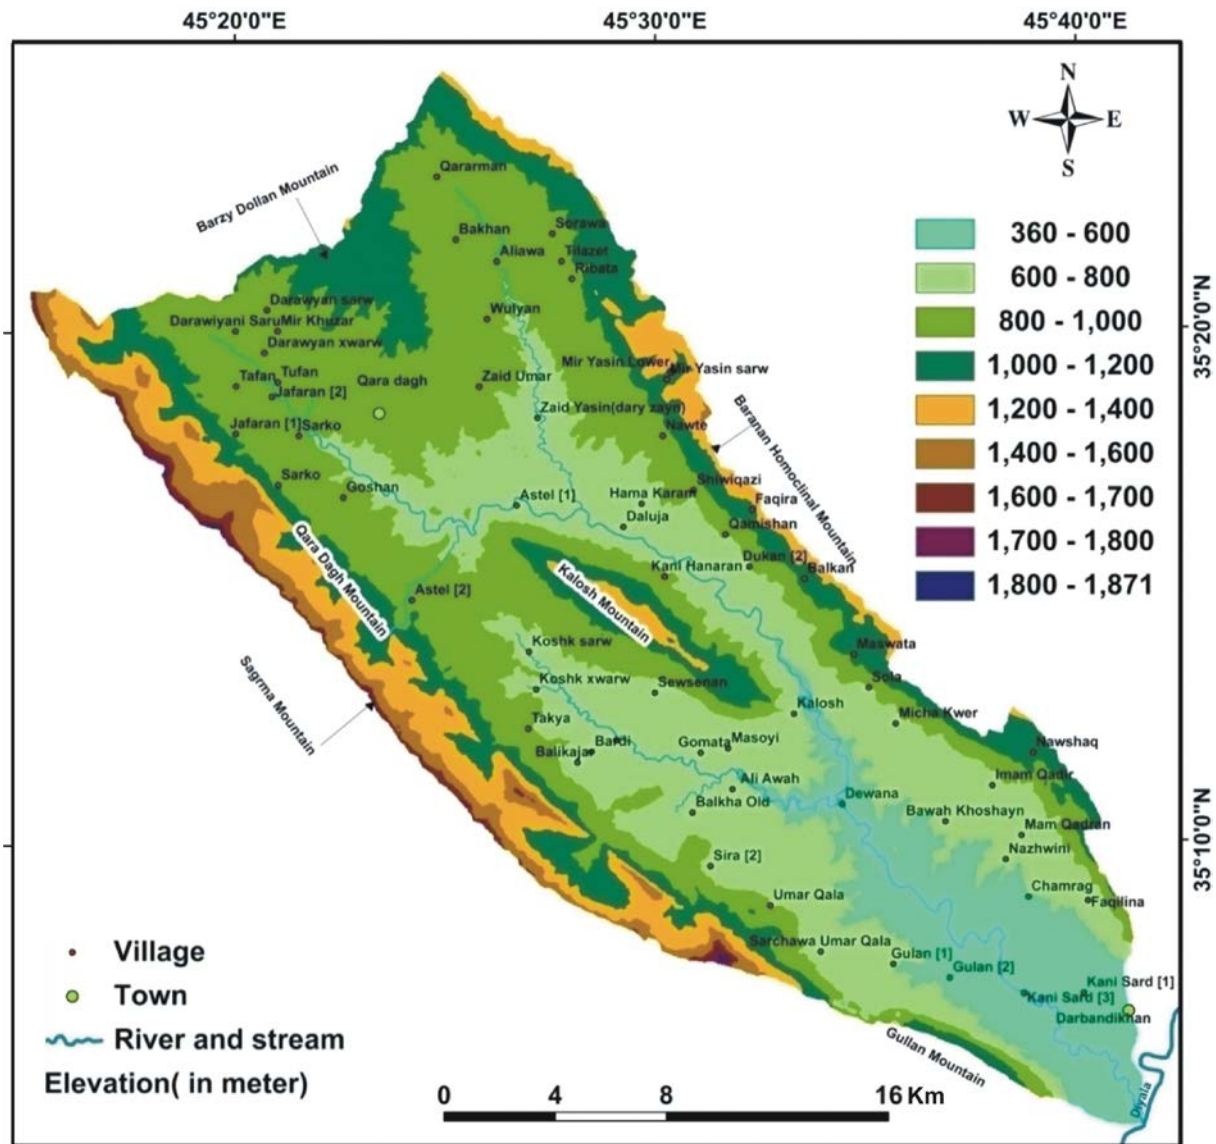 45°20'0"E
45°30'0"E
45°40'0"E
N
W
E
S
Qararman
Barzy Dollan Mountain
Bakhan
Sorawa
Aliawa
Tilazet
Ribata
360 - 600
600 - 800
800 - 1,000
1,000 - 1,200
1,200 - 1,400
1,400 - 1,600
1,600 - 1,700
1,700 - 1,800
1,800 - 1,871
35°20'0"N
Darawyan sarw
Wulyan
Darawiyani Saru
Mir Khuzar
Darawyan xwarw
Mir Yasin Lower
Mir Yasin sarw
Tafan
Tufan
Qara dagh
Zaid Umar
Jafaran [2]
Zaid Yasin(dary zayn)
Jafaran [1]
Sarko
Nawte
Baranan Homoclinal Mountain
Sarko
Goshan
Astel [1]
Hama Karam
Shiwiqazi
Faqira
Daluja
Qamishan
Qara Dagh Mountain
Kani Hanaran
Dukan [2]
Balkan
Astel [2]
Kalosh Mountain
Koshk sarw
Maswata
Sagrma Mountain
Koshk xwarw
Sewsenan
Sola
Kalosh
Micha Kwer
Takya
Bardi
Balikajar
Gomata
Masoyi
Nawshaq
Ali Awah
Imam Qadir
Balkha Old
Dewana
Bawah Khoshayn
Mam Qadran
35°10'0"N
Sira [2]
Nazhwini
Umar Qala
Chamrag
Faqilina
Sarchawa Umar Qala
Gulan [1]
Gulan [2]
Kani Sard [1]
Kani Sard [3]
Darbandikhan
Gullan Mountain
Diyala
Village
Town
River and stream
Elevation( in meter)
0 4 8 16 Km